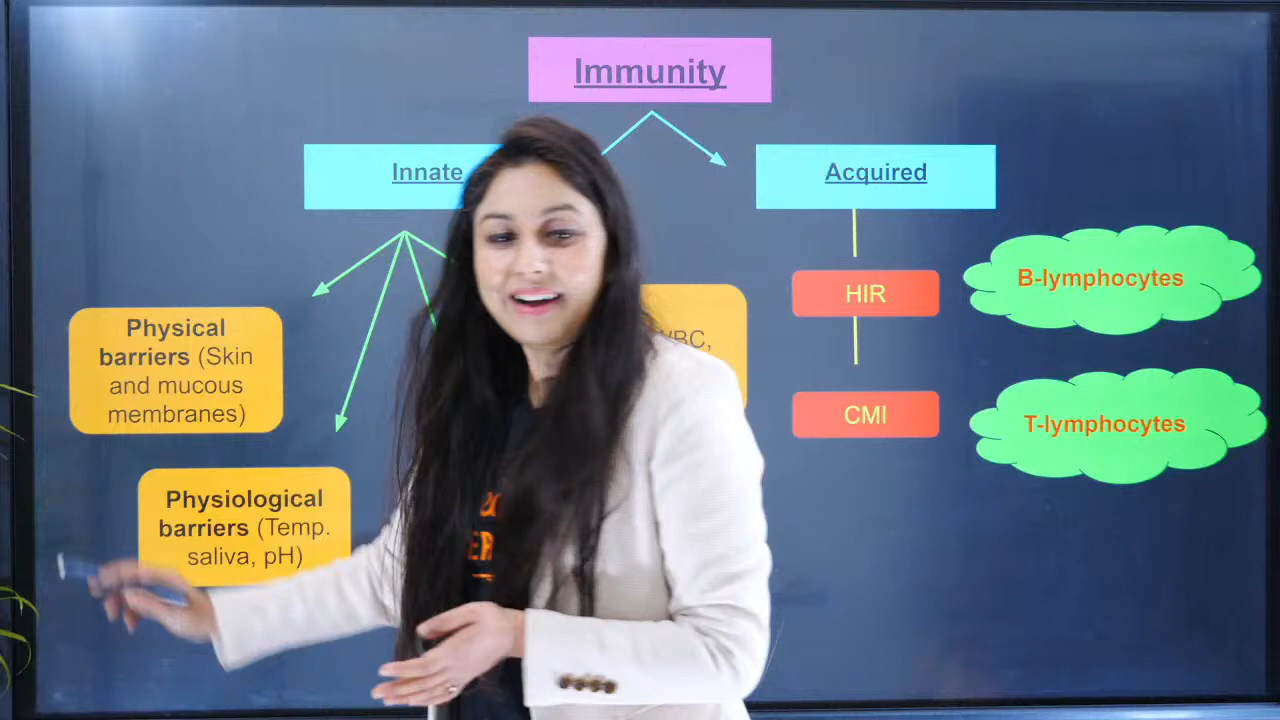 Immunity
Innate
Acquired
Physical
barriers (Skin
and mucous
membranes)
Physiological
barriers (Temp.
saliva, pH)
HIR
CMI
B-lymphocytes
T-lymphocytes